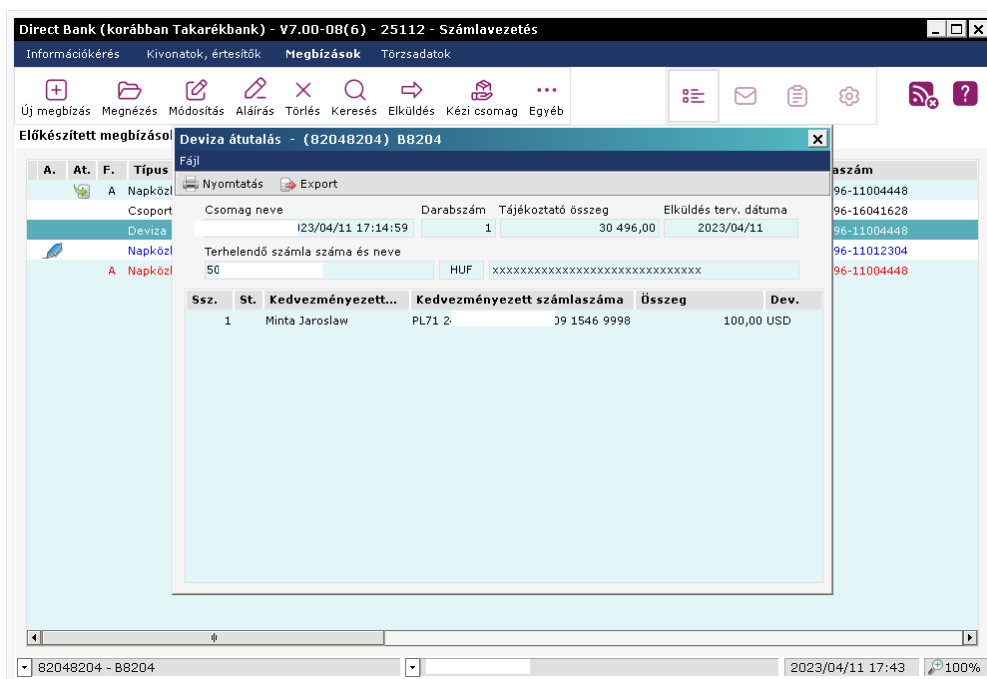 Direct Bank (korábban Takarékbank) - V7.00-08(6) - 25112 - Számlavezetés
Információkérés Kivonatok, értesítők Megbízások Törzsadatok
Új megbízás Megnézés Módosítás Aláírás Törlés Keresés Elküldés Kézi csomag Egyéb
?
Előkészített megbízások
Deviza átutalás - (82048204) B8204
Fájl
Nyomtatás Export
A. At. F. Típus
aszám
A Napközl
96-11004448
Csoport
96-16041628
Deviza
96-11004448
Napközl
96-11012304
A Napközl
96-11004448
Csomag neve Darabszám Tájékoztató összeg Elküldés terv. dátuma
023/04/11 17:14:59 1 30 496,00 2023/04/11
Terhelendő számla száma és neve
50 HUF xxxxxxxxxxxxxxxxxxxxxxxxxxxxxx
Ssz. St. Kedvezményezett... Kedvezményezett számlaszáma Összeg Dev.
1 Minta Jaroslaw PL71 2 09 1546 9998 100,00 USD
82048204 - B8204 2023/04/11 17:43 100%